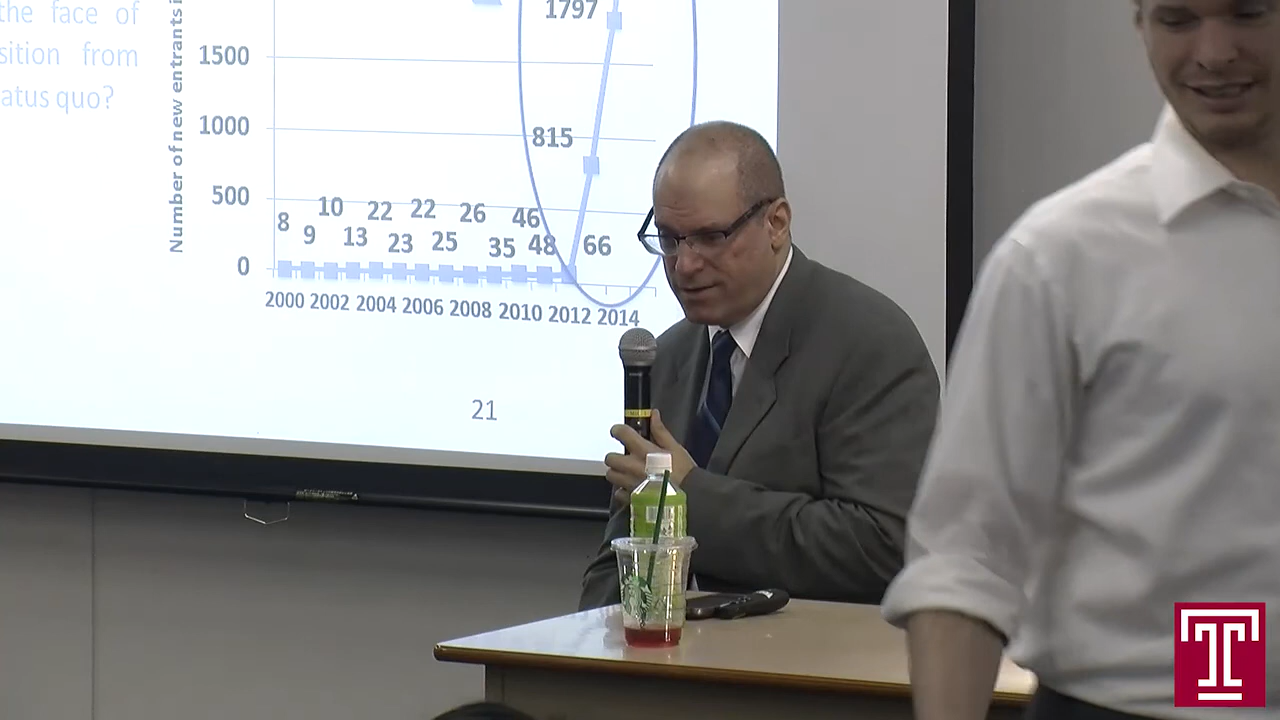 the face of
sition from
atus quo?
Number of new entrants i
1797
1500
815
1000
500
10 22 22 26 46
8 9 13 23 25 35 48 66
0
2000 2002 2004 2006 2008 2010 2012 2014
21
T